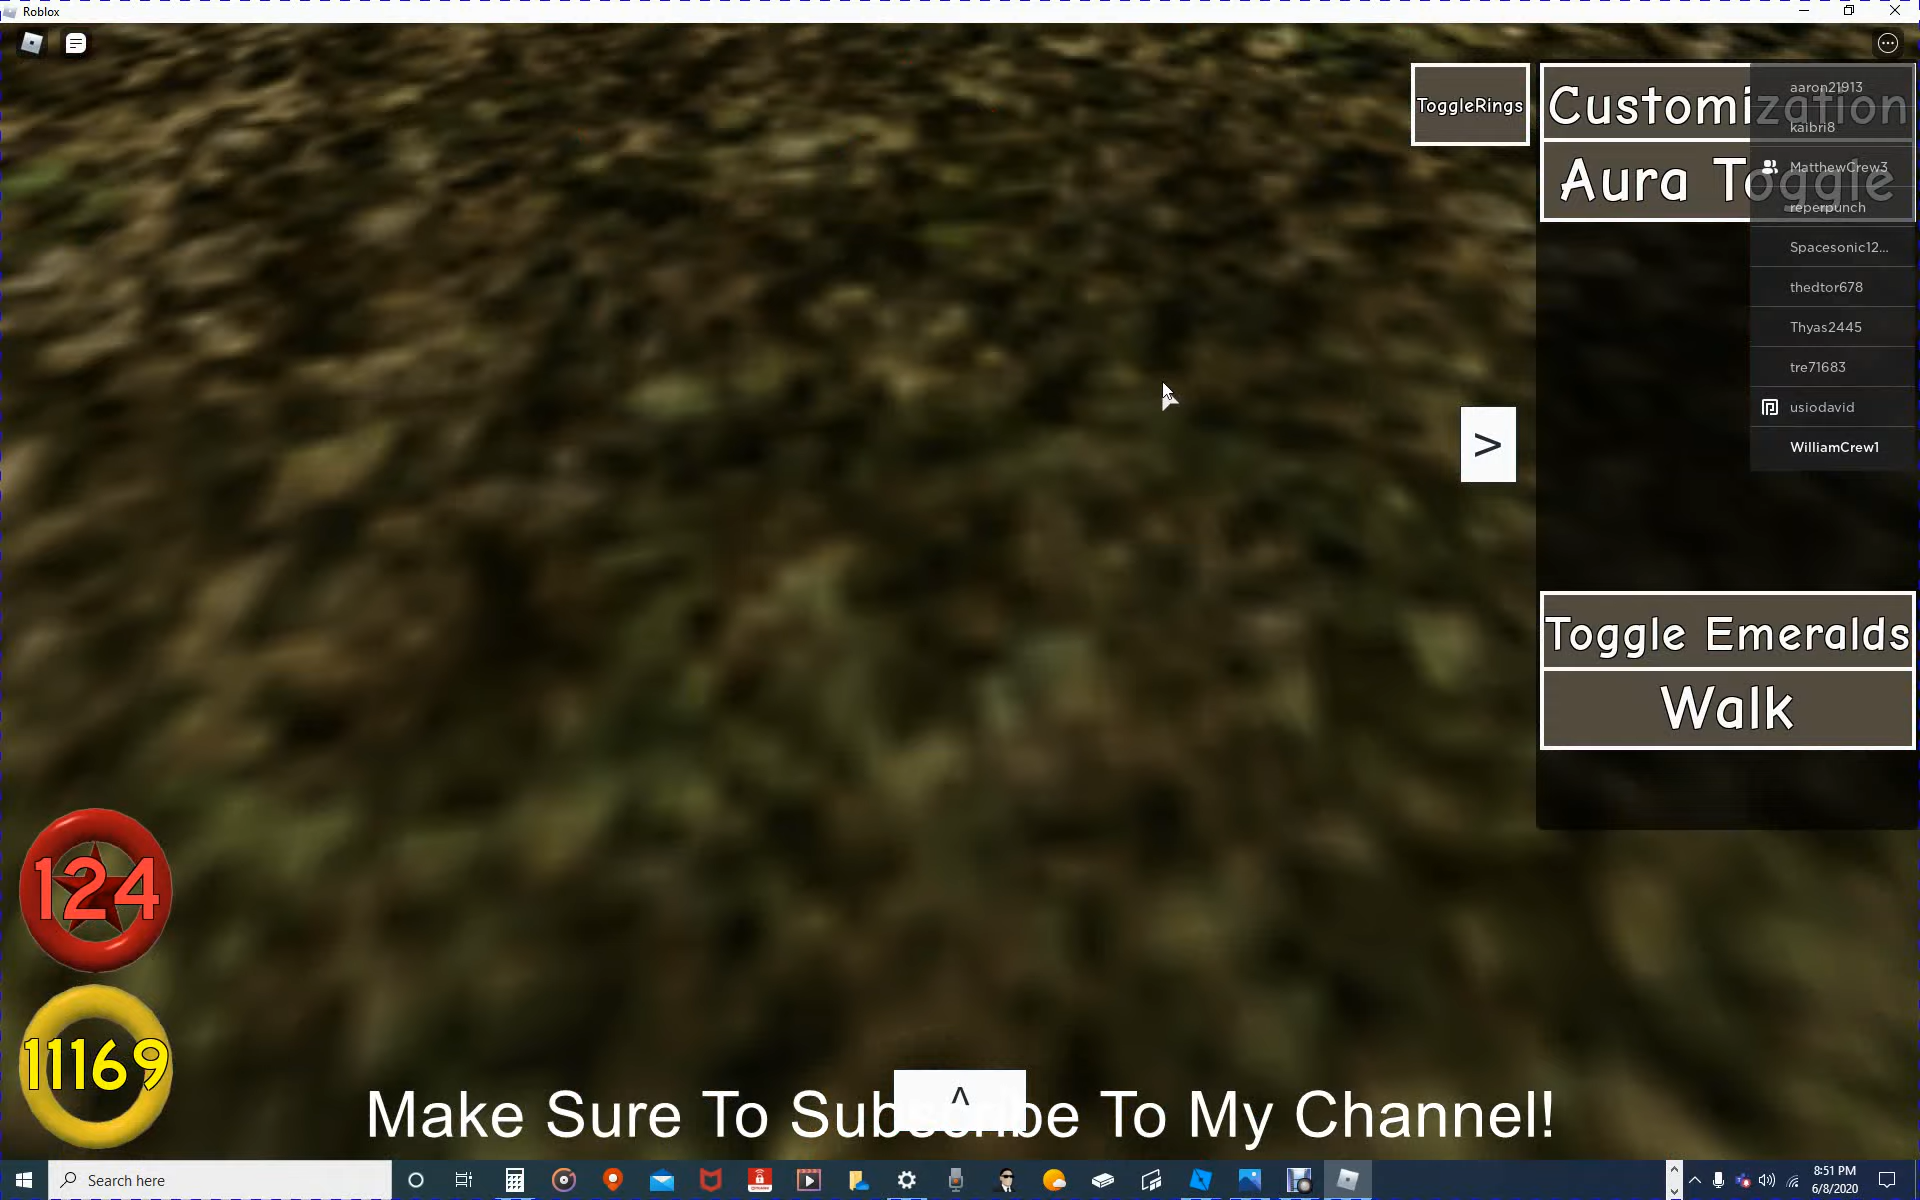 Roblox
ToggleRings
Customization
Aura Toggle
aaron21913
kaibri8
MatthewCrew3
reperpunch
Spacesonic12...
thedtor678
Thyas2445
tre71683
usiodavid
WilliamCrew1
>
Toggle Emeralds
Walk
124
11169
^
Make Sure To Subscribe To My Channel!
Search here
8:51 PM
6/8/2020